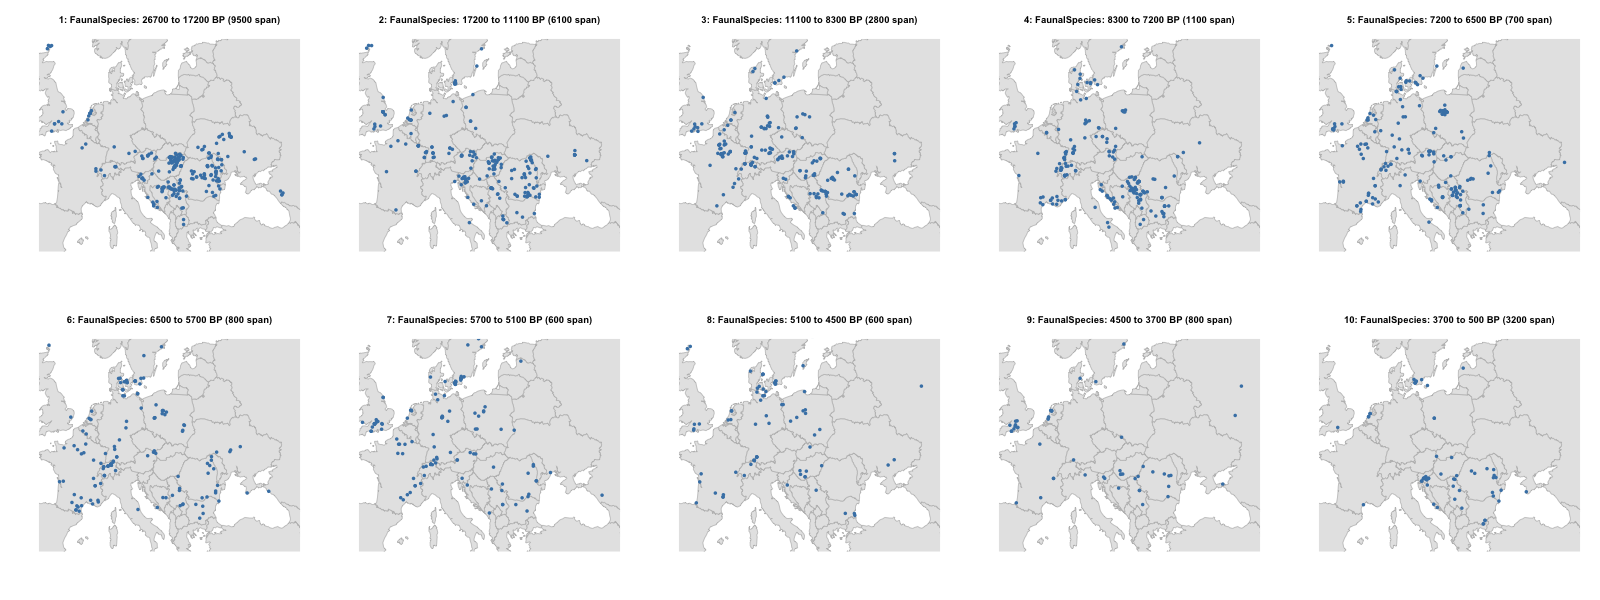 1: FaunalSpecies: 26700 to 17200 BP (9500 span)
2: FaunalSpecies: 17200 to 11100 BP (6100 span)
3: FaunalSpecies: 11100 to 8300 BP (2800 span)
4: FaunalSpecies: 8300 to 7200 BP (1100 span)
5: FaunalSpecies: 7200 to 6500 BP (700 span)
6: FaunalSpecies: 6500 to 5700 BP (800 span)
7: FaunalSpecies: 5700 to 5100 BP (600 span)
8: FaunalSpecies: 5100 to 4500 BP (600 span)
9: FaunalSpecies: 4500 to 3700 BP (800 span)
10: FaunalSpecies: 3700 to 500 BP (3200 span)